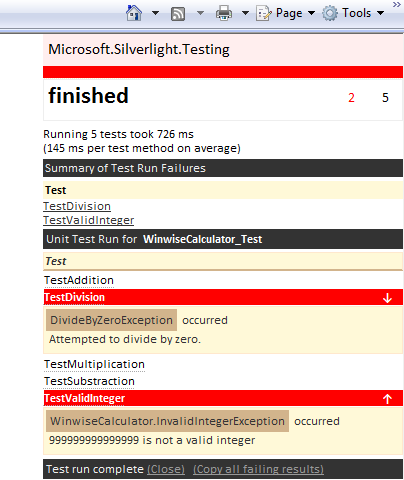 Page
Tools
Microsoft.Silverlight.Testing
finished 2 5
Running 5 tests took 726 ms
(145 ms per test method on average)
Summary of Test Run Failures
Test
TestDivision
TestValidInteger
Unit Test Run for WinwiseCalculator_Test
Test
TestAddition
TestDivision
DivideByZeroException occurred
Attempted to divide by zero.
TestMultiplication
TestSubstraction
TestValidInteger
WinwiseCalculator.InvalidIntegerException occurred
999999999999999 is not a valid integer
Test run complete (Close) (Copy all failing results)